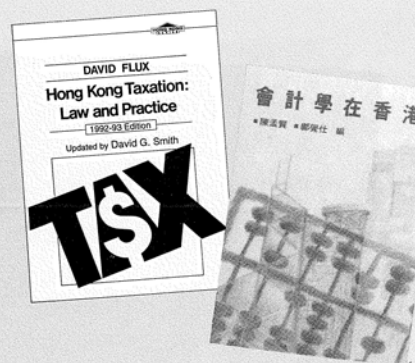 DAVID FLUX
Hong Kong Taxation:
Law and Practice
1992-93 Edition
Updated by David G. Smith
TAX
會計學在香港